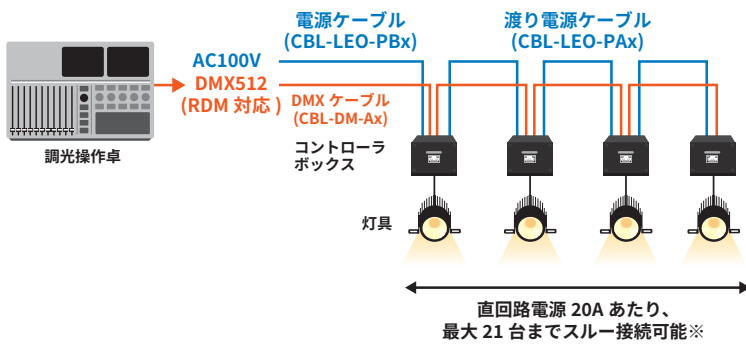 電源ケーブル
(CBL-LEO-PBx)
渡り電源ケーブル
(CBL-LEO-PAx)
AC100V
DMX512
(RDM 対応 )
DMX ケーブル
(CBL-DM-Ax)
調光操作卓
コントローラ
ボックス
灯具
直回路電源 20A あたり、
最大 21 台までスルー接続可能※